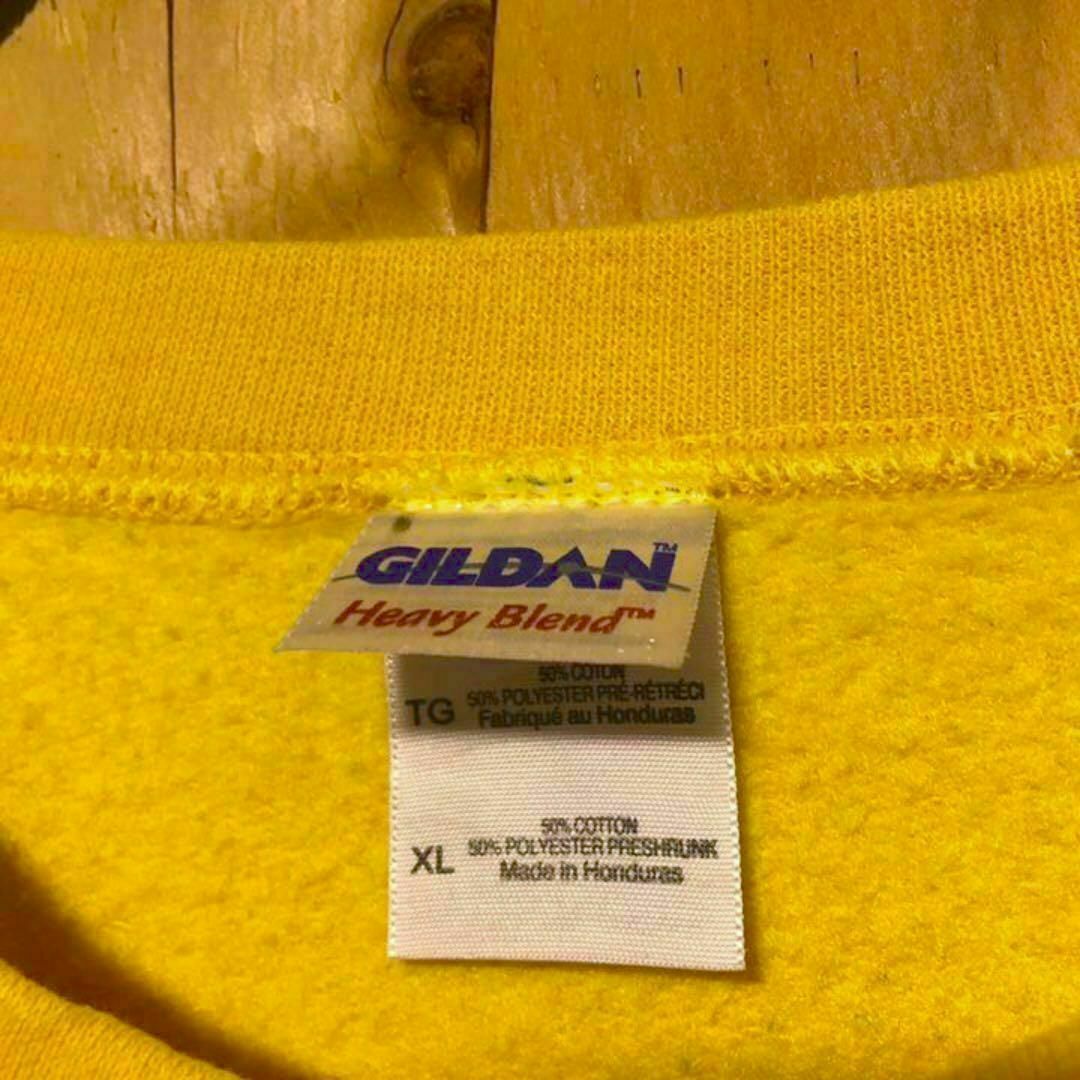 GILDAN™
Heavy Blend™
50% COTON
TG 50% POLYESTER PRÉ-RÉTRÉCI
Fabriqué au Honduras
50% COTTON
XL 50% POLYESTER PRESHRUNK
Made in Honduras